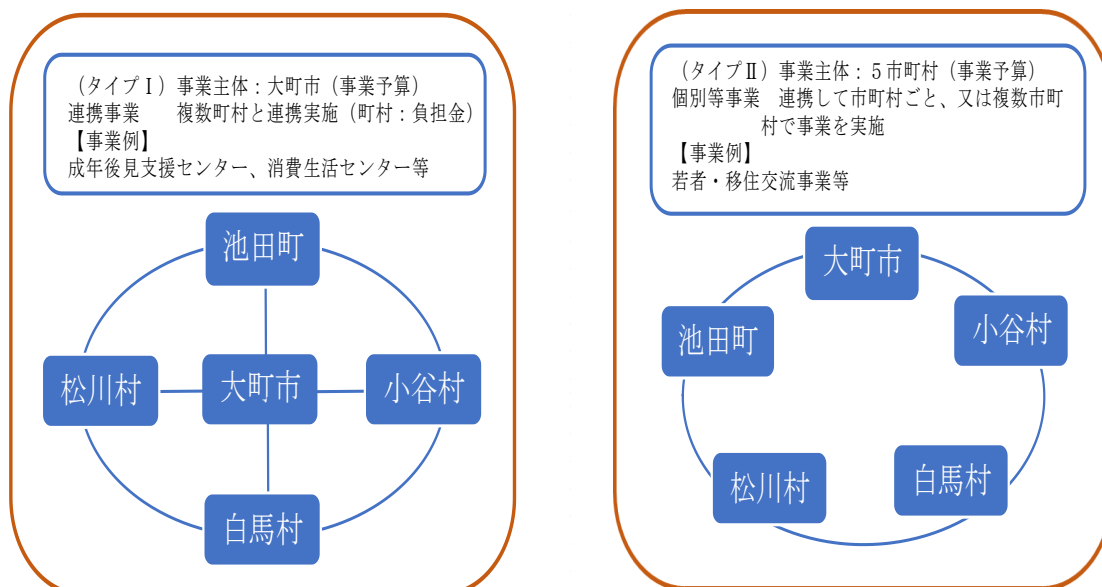 （タイプⅠ）事業主体：大町市（事業予算）
連携事業　　複数町村と連携実施（町村：負担金）
【事業例】
成年後見支援センター、消費生活センター等
池田町
松川村
大町市
小谷村
白馬村
（タイプⅡ）事業主体：５市町村（事業予算）
個別等事業　連携して市町村ごと、又は複数市町
村で事業を実施
【事業例】
若者・移住交流事業等
大町市
池田町
小谷村
松川村
白馬村